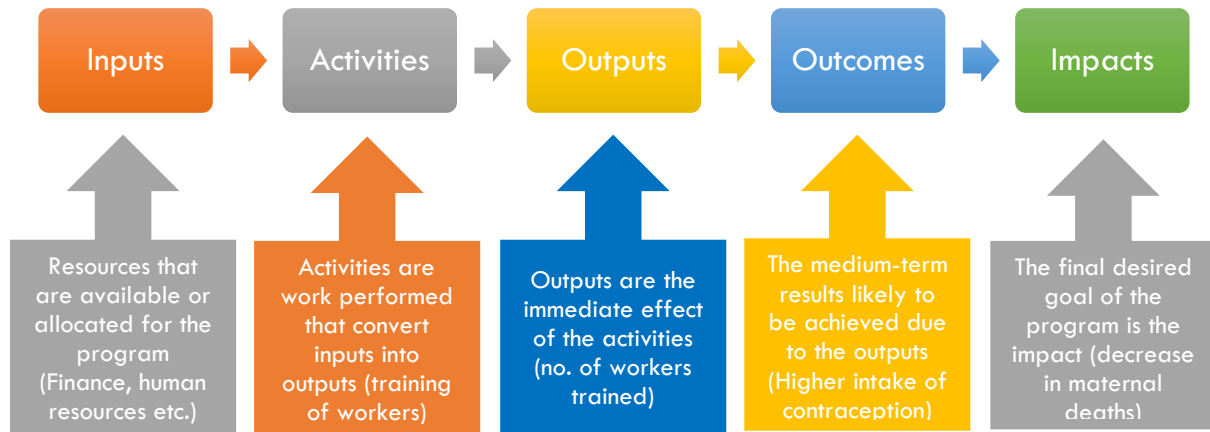 Inputs
Activities
Outputs
Outcomes
Impacts
Resources that
are available or
allocated for the
program
(Finance, human
resources etc.)
Activities are
work performed
that convert
inputs into
outputs (training
of workers)
Outputs are the
immediate effect
of the activities
(no. of workers
trained)
The medium-term
results likely to
be achieved due
to the outputs
(Higher intake of
contraception)
The final desired
goal of the
program is the
impact (decrease
in maternal
deaths)